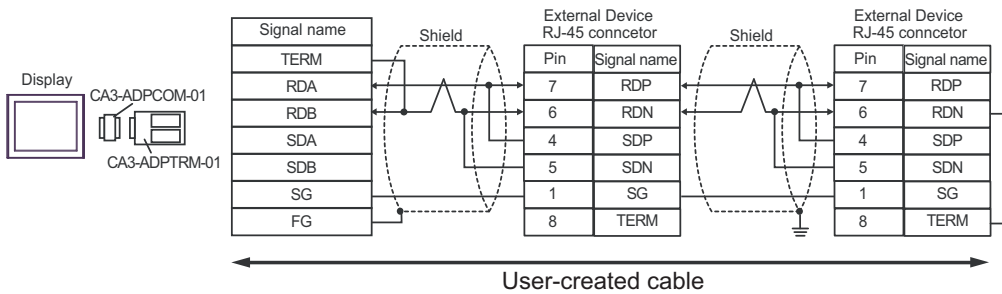 Display
CA3-ADPCOM-01
CA3-ADPTRM-01
Signal name
TERM
RDA
RDB
SDA
SDB
SG
FG
Shield
External Device
RJ-45 conncetor
Pin Signal name
7 RDP
6 RDN
4 SDP
5 SDN
1 SG
8 TERM
Shield
External Device
RJ-45 conncetor
Pin Signal name
7 RDP
6 RDN
4 SDP
5 SDN
1 SG
8 TERM
User-created cable